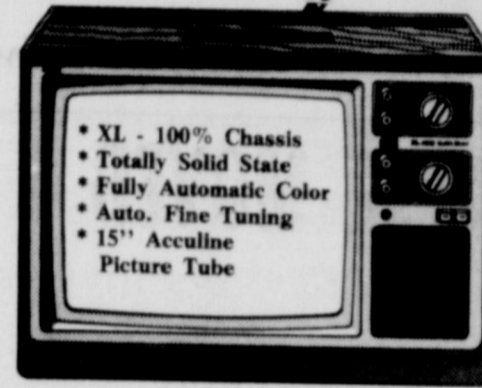 * XL - 100% Chassis
* Totally Solid State
* Fully Automatic Color
* Auto. Fine Tuning
* 15'' Acculine
Picture Tube